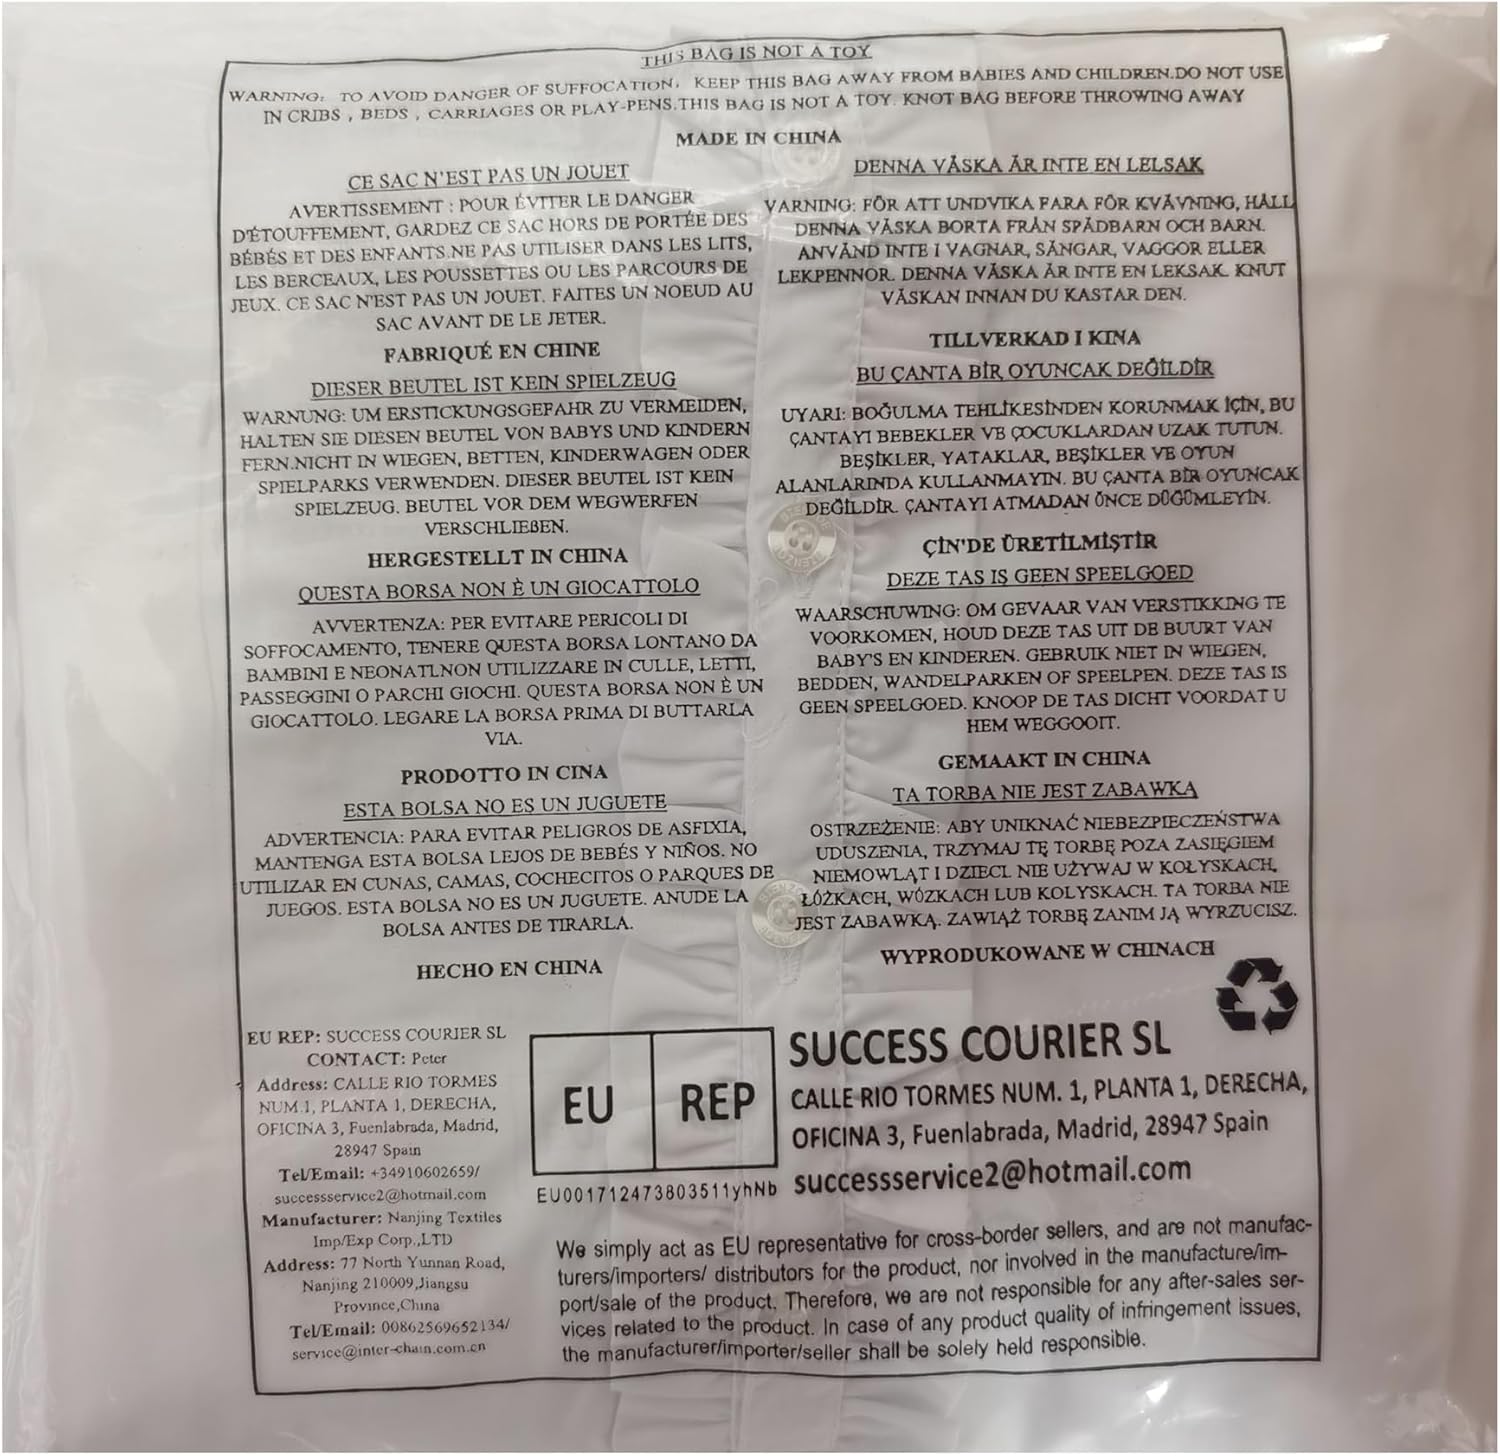 THIS BAG IS NOT A TOY
WARNING: TO AVOID DANGER OF SUFFOCATION, KEEP THIS BAG AWAY FROM BABIES AND CHILDREN.DO NOT USE
IN CRIBS , BEDS , CARRIAGES OR PLAY-PENS.THIS BAG IS NOT A TOY. KNOT BAG BEFORE THROWING AWAY
MADE IN CHINA
CE SAC N'EST PAS UN JOUET
AVERTISSEMENT : POUR ÉVITER LE DANGER
D'ÉTOUFFEMENT, GARDEZ CE SAC HORS DE PORTÉE DES
BÉBÉS ET DES ENFANTS.NE PAS UTILISER DANS LES LITS,
LES BERCEAUX, LES POUSSETTES OU LES PARCOURS DE
JEUX. CE SAC N'EST PAS UN JOUET. FAITES UN NOEUD AU
SAC AVANT DE LE JETER.
FABRIQUÉ EN CHINE
DIESER BEUTEL IST KEIN SPIELZEUG
WARNUNG: UM ERSTICKUNGSGEFAHR ZU VERMEIDEN,
HALTEN SIE DIESEN BEUTEL VON BABYS UND KINDERN
FERN.NICHT IN WIEGEN, BETTEN, KINDERWAGEN ODER
SPIELPARKS VERWENDEN. DIESER BEUTEL IST KEIN
SPIELZEUG. BEUTEL VOR DEM WEGWERFEN
VERSCHLIEßEN.
HERGESTELLT IN CHINA
QUESTA BORSA NON È UN GIOCATTOLO
AVVERTENZA: PER EVITARE PERICOLI DI
SOFFOCAMENTO, TENERE QUESTA BORSA LONTANO DA
BAMBINI E NEONATI.NON UTILIZZARE IN CULLE, LETTI,
PASSEGGINI O PARCHI GIOCHI. QUESTA BORSA NON È UN
GIOCATTOLO. LEGARE LA BORSA PRIMA DI BUTTARLA
VIA.
PRODOTTO IN CINA
ESTA BOLSA NO ES UN JUGUETE
ADVERTENCIA: PARA EVITAR PELIGROS DE ASFIXIA,
MANTENGA ESTA BOLSA LEJOS DE BEBÉS Y NIÑOS. NO
UTILIZAR EN CUNAS, CAMAS, COCHECITOS O PARQUES DE
JUEGOS. ESTA BOLSA NO ES UN JUGUETE. ANUDE LA
BOLSA ANTES DE TIRARLA.
HECHO EN CHINA
DENNA VÄSKA ÄR INTE EN LELSAK
VARNING: FÖR ATT UNDVIKA FARA FÖR KVÄVNING, HÅLL
DENNA VÄSKA BORTA FRÅN SPÄDBARN OCH BARN.
ANVÄND INTE I VAGNAR, SÄNGAR, VAGGOR ELLER
LEKPENNOR. DENNA VÄSKA ÄR INTE EN LEKSAK. KNUT
VÄSKAN INNAN DU KASTAR DEN.
TILLVERKAD I KINA
BU ÇANTA BİR OYUNCAK DEĞİLDİR
UYARI: BOĞULMA TEHLİKESİNDEN KORUNMAK İÇİN, BU
ÇANTAYI BEBEKLER VE ÇOCUKLARDAN UZAK TUTUN.
BEŞİKLER, YATAKLAR, BEŞİKLER VE OYUN
ALANLARINDA KULLANMAYIN. BU ÇANTA BİR OYUNCAK
DEĞİLDİR. ÇANTAYI ATMADAN ÖNCE DÜĞÜMLEYİN.
ÇİN'DE ÜRETİLMİŞTİR
DEZE TAS IS GEEN SPEELGOED
WAARSCHUWING: OM GEVAAR VAN VERSTIKKING TE
VOORKOMEN, HOUD DEZE TAS UIT DE BUURT VAN
BABY'S EN KINDEREN. GEBRUIK NIET IN WIEGEN,
BEDDEN, WANDELPARKEN OF SPEELPEN. DEZE TAS IS
GEEN SPEELGOED. KNOOP DE TAS DICHT VOORDAT U
HEM WEGGOOIT.
GEMAAKT IN CHINA
TA TORBA NIE JEST ZABAWKĄ
OSTRZEŻENIE: ABY UNIKNAĆ NIEBEZPIECZEŃSTWA
UDUSZENIA, TRZYMAJ TĘ TORBĘ POZA ZASIĘGIEM
NIEMOWLĄT I DZIECI. NIE UŻYWAJ W KOŁYSKACH,
ŁÓŻKACH, WÓZKACH LUB KOLYSKACH. TA TORBA NIE
JEST ZABAWKĄ. ZAWIĄŻ TORBĘ ZANIM JĄ WYRZUCISZ.
WYPRODUKOWANE W CHINACH
EU REP: SUCCESS COURIER SL
CONTACT: Peter
Address: CALLE RIO TORMES
NUM.1, PLANTA 1, DERECHA,
OFICINA 3, Fuenlabrada, Madrid,
28947 Spain
Tel/Email: +34910602659/
successservice2@hotmail.com
Manufacturer: Nanjing Textiles
Imp/Exp Corp.,LTD
Address: 77 North Yunnan Road,
Nanjing 210009,Jiangsu
Province,China
Tel/Email: 00862569652134/
service@inter-chain.com.cn
EU REP
EU001712473803511yhNb
SUCCESS COURIER SL
CALLE RIO TORMES NUM. 1, PLANTA 1, DERECHA,
OFICINA 3, Fuenlabrada, Madrid, 28947 Spain
successservice2@hotmail.com
We simply act as EU representative for cross-border sellers, and are not manufac-
turers/importers/ distributors for the product, nor involved in the manufacture/im-
port/sale of the product. Therefore, we are not responsible for any after-sales ser-
vices related to the product. In case of any product quality of infringement issues,
the manufacturer/importer/seller shall be solely held responsible.